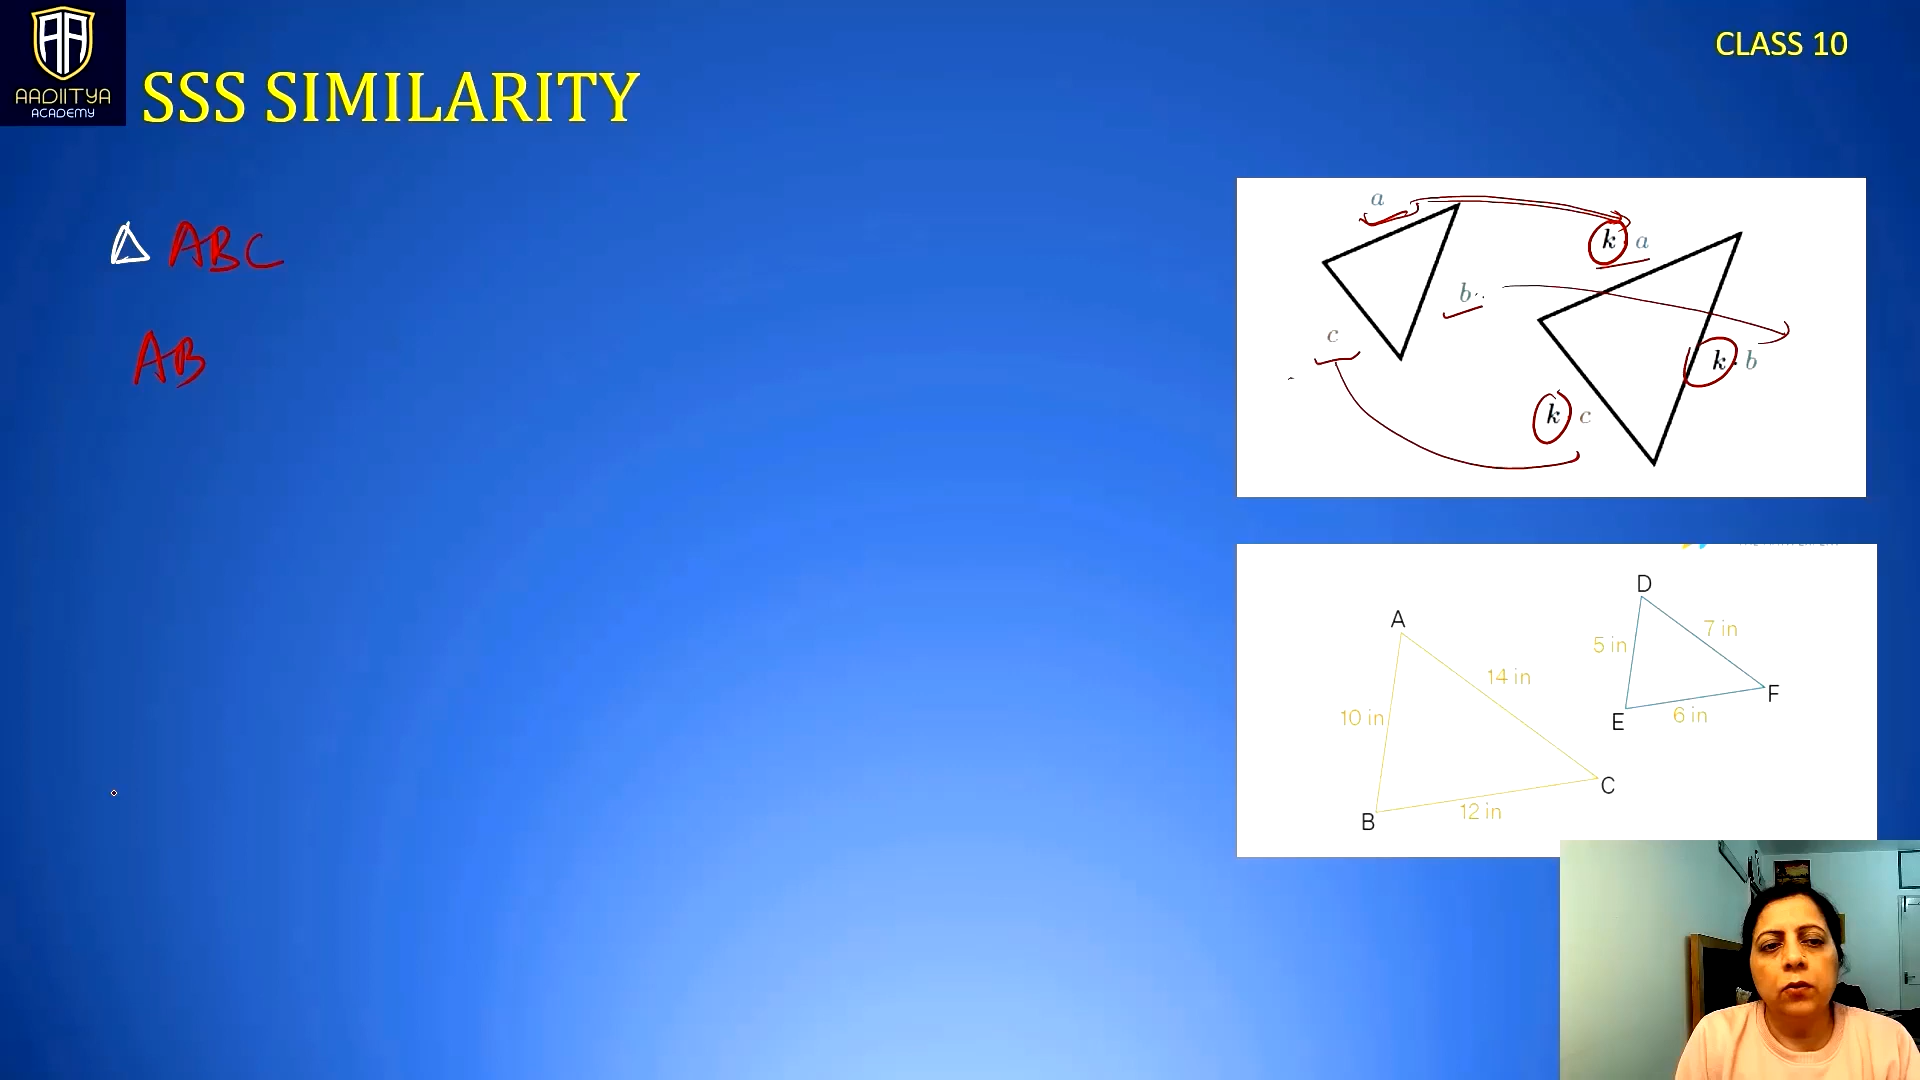 AADIITYA
ACADEMY
SSS SIMILARITY
CLASS 10
△ ABC
AB
a
k · a
b
c
k · b
k · c
D
A
7 in
5 in
14 in
F
10 in
E
6 in
C
12 in
B